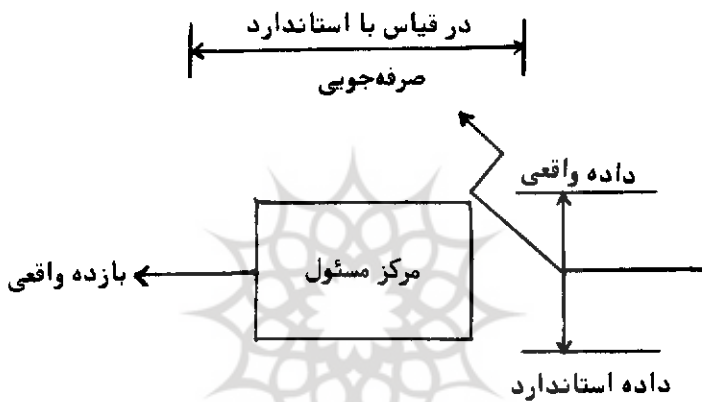 در قیاس با استاندارد
صرفه‌جویی
داده واقعی
مرکز مسئول
بازده واقعی
داده استاندارد